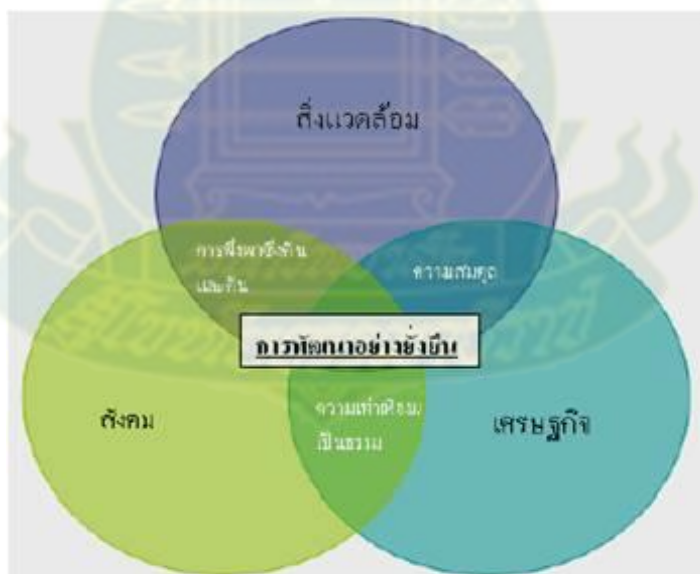 สิ่งแวดล้อม
การพึ่งพาซึ่งกัน
และกัน
ความสมดุล
การพัฒนาอย่างยั่งยืน
สังคม
ความเท่าเทียม/
เป็นธรรม
เศรษฐกิจ